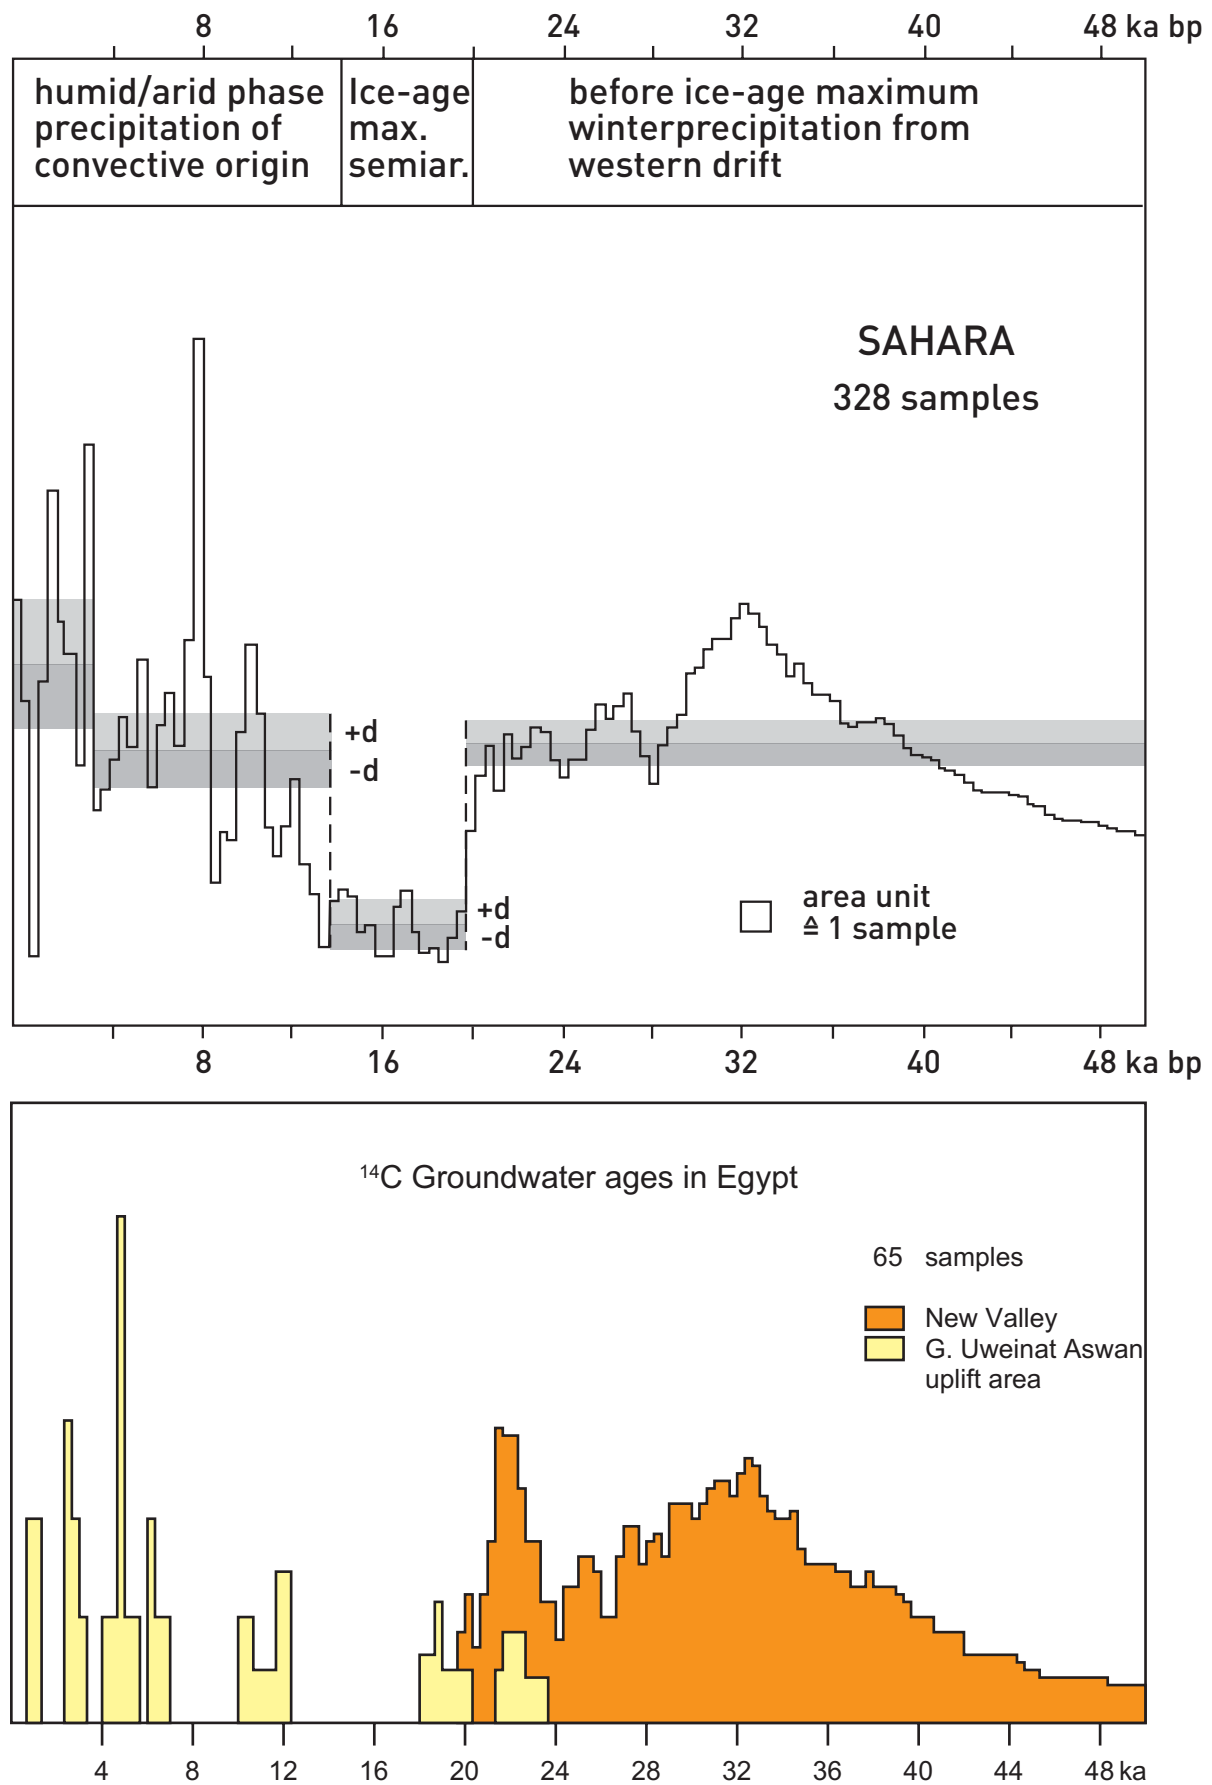 8 16 24 32 40 48 ka bp
humid/arid phase
precipitation of
convective origin
Ice-age
max.
semiar.
before ice-age maximum
winterprecipitation from
western drift
SAHARA
328 samples
+d
-d
+d
-d
area unit
≙ 1 sample
8 16 24 32 40 48 ka bp
¹⁴C Groundwater ages in Egypt
65 samples
New Valley
G. Uweinat Aswan
uplift area
4 8 12 16 20 24 28 32 36 40 44 48 ka